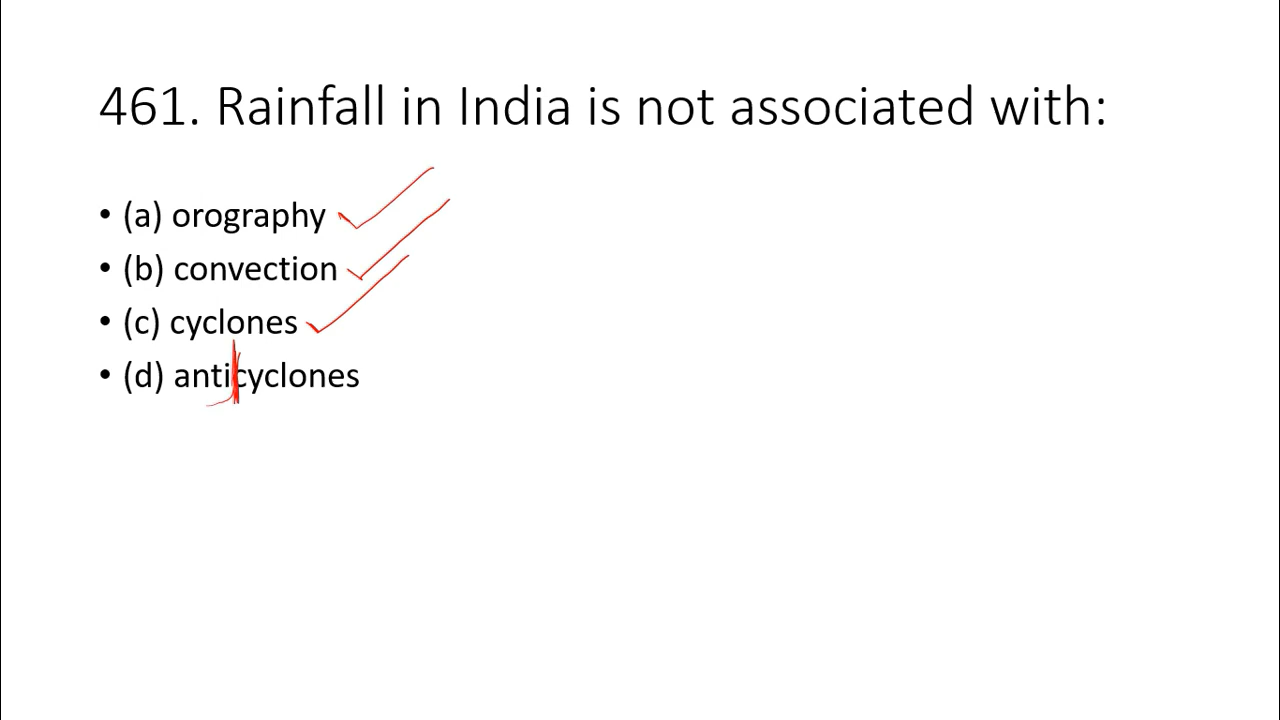 461. Rainfall in India is not associated with:
• (a) orography
• (b) convection
• (c) cyclones
• (d) anticyclones